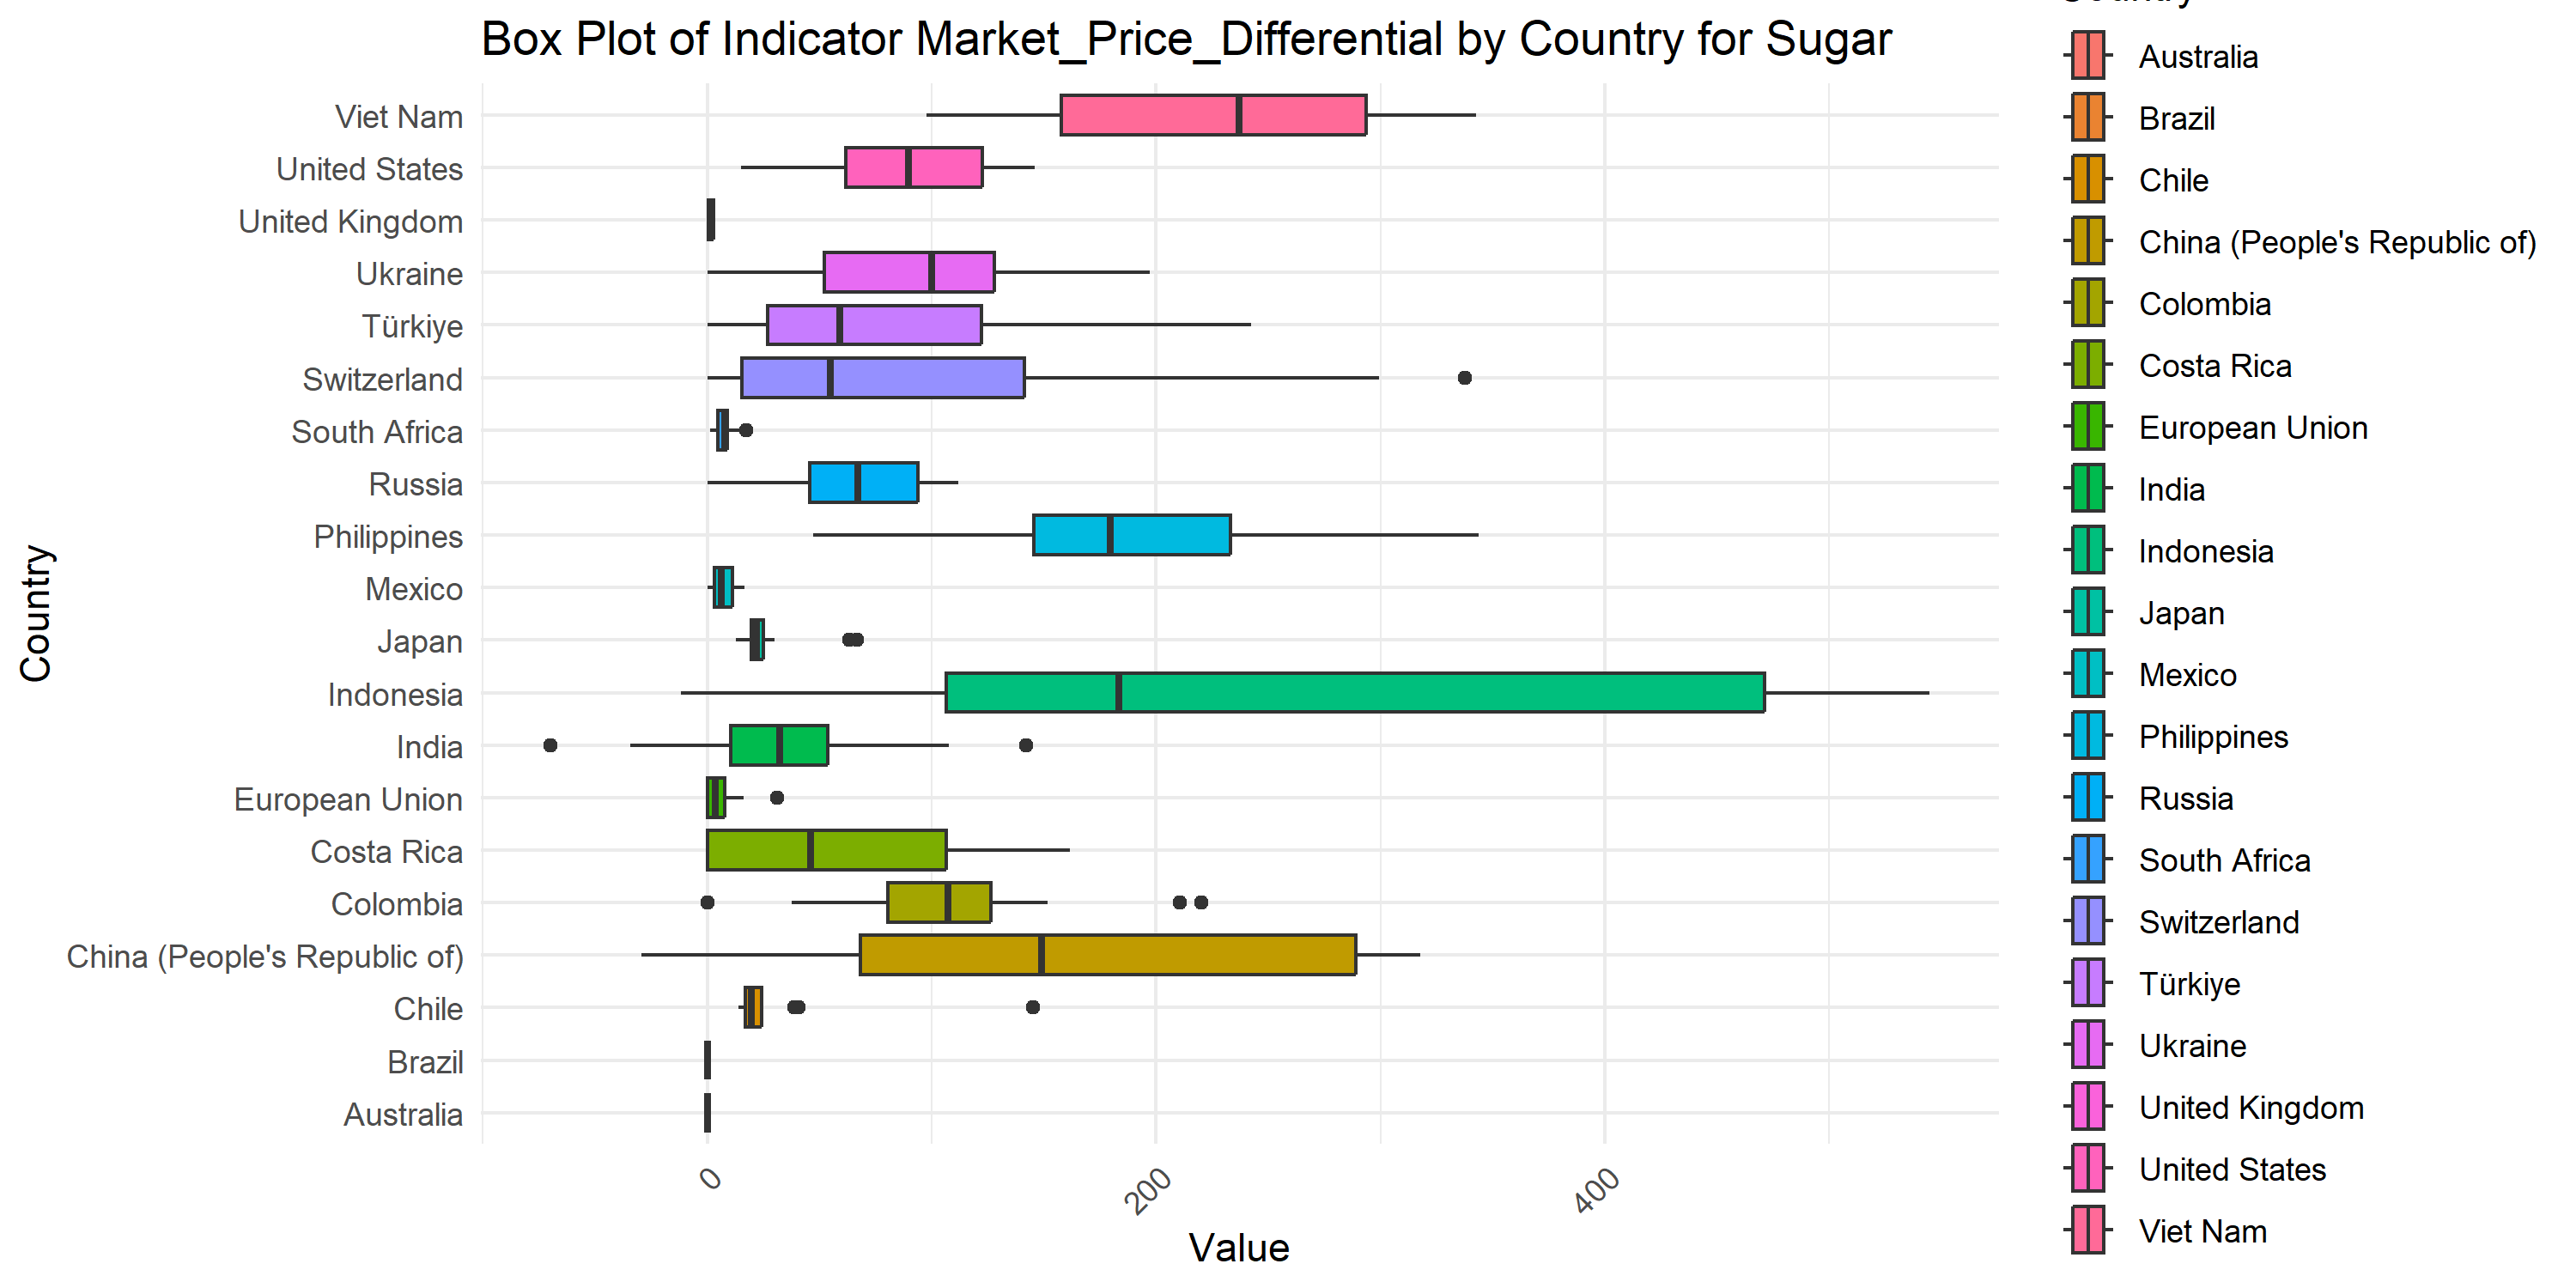 Box Plot of Indicator Market_Price_Differential by Country for Sugar
Country
Viet Nam
United States
United Kingdom
Ukraine
Türkiye
Switzerland
South Africa
Russia
Philippines
Mexico
Japan
Indonesia
India
European Union
Costa Rica
Colombia
China (People's Republic of)
Chile
Brazil
Australia
0
200
400
Value
Australia
Brazil
Chile
China (People's Republic of)
Colombia
Costa Rica
European Union
India
Indonesia
Japan
Mexico
Philippines
Russia
South Africa
Switzerland
Türkiye
Ukraine
United Kingdom
United States
Viet Nam